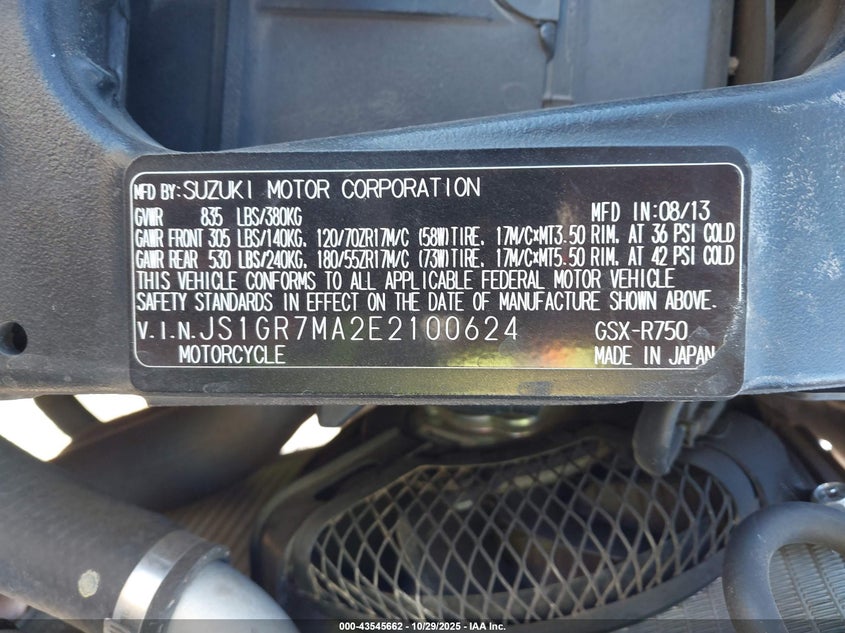 MFD BY:SUZUKI MOTOR CORPORATION
GVWR 835 LBS/380KG MFD IN:08/13
GAWR FRONT 305 LBS/140KG. 120/70ZR17M/C (58W)TIRE. 17M/C×MT3.50 RIM. AT 36 PSI COLD
GAWR REAR 530 LBS/240KG. 180/55ZR17M/C (73W)TIRE. 17M/C×MT5.50 RIM. AT 42 PSI COLD
THIS VEHICLE CONFORMS TO ALL APPLICABLE FEDERAL MOTOR VEHICLE
SAFETY STANDARDS IN EFFECT ON THE DATE OF MANUFACTURE SHOWN ABOVE.
V.I.N.JS1GR7MA2E2100624 GSX-R750
MOTORCYCLE MADE IN JAPAN
000-43545662 - 10/29/2025 - IAA Inc.